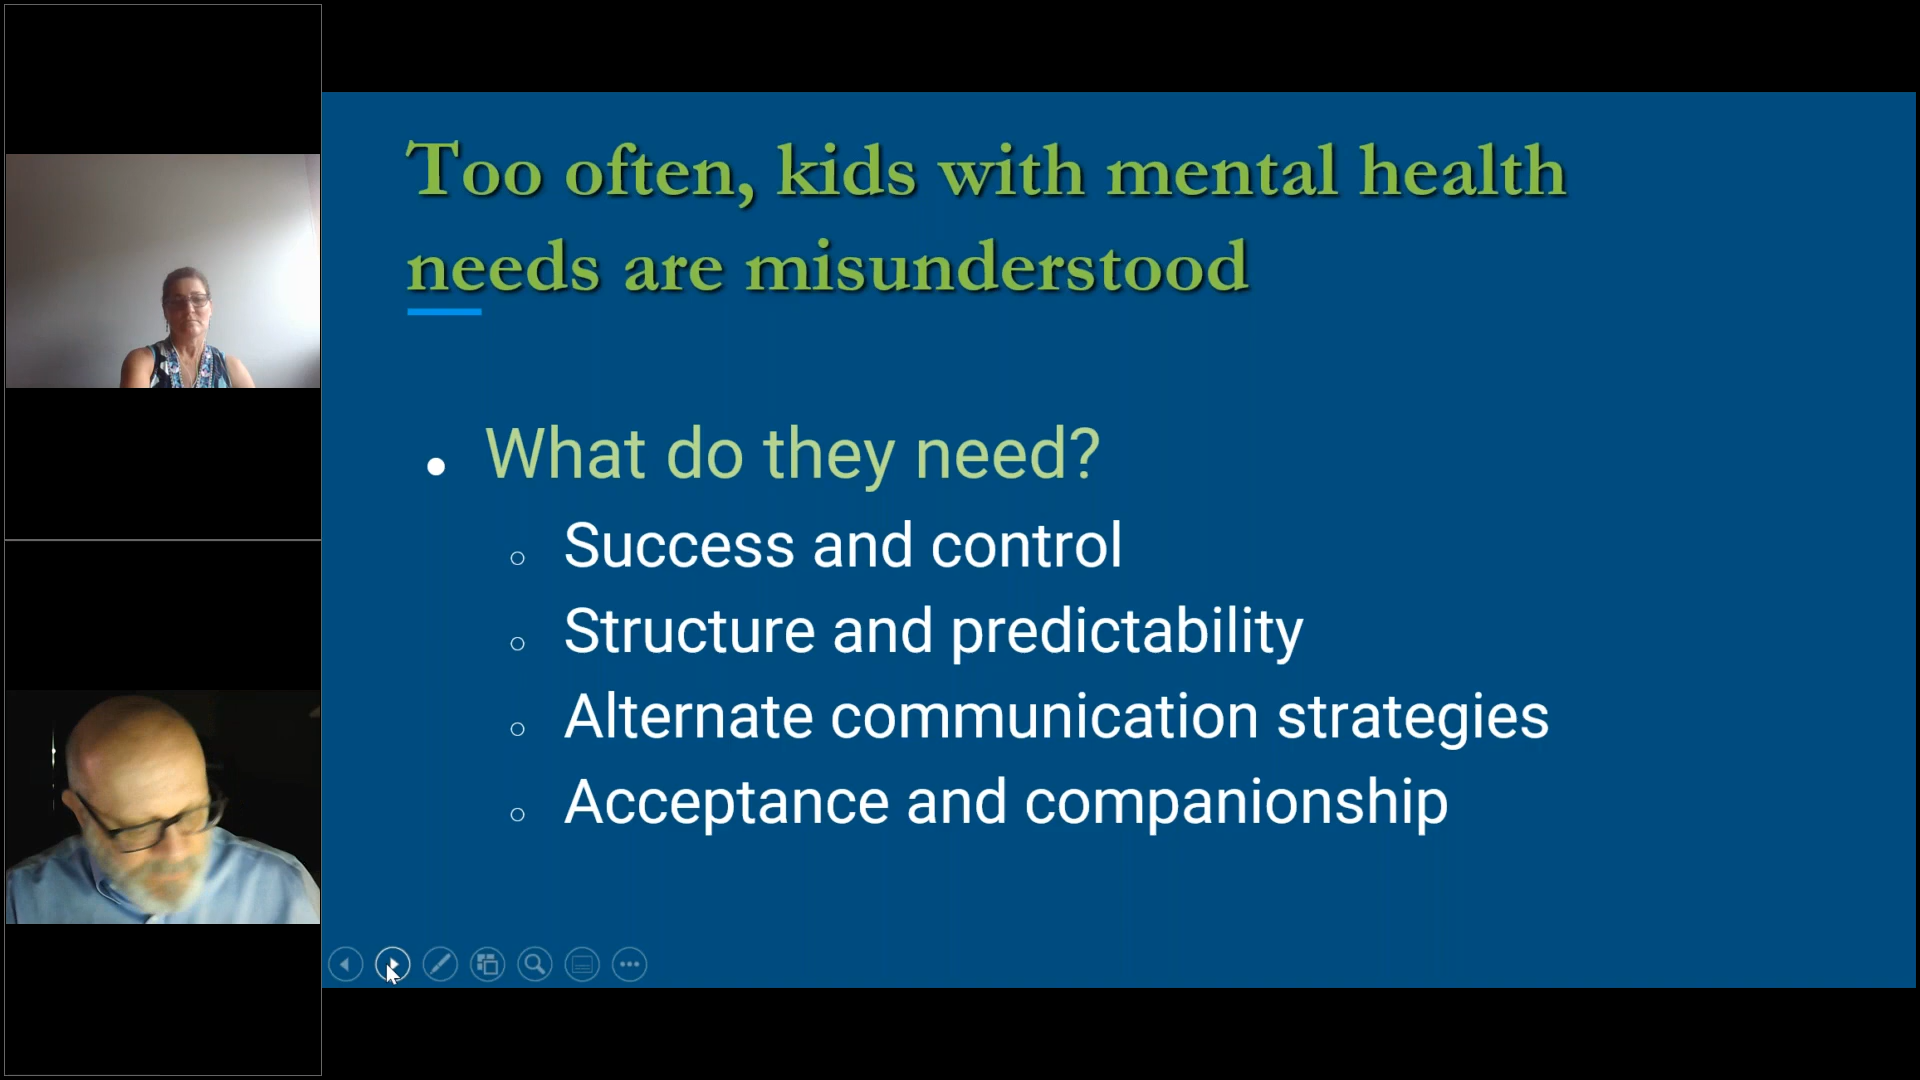 Too often, kids with mental health
needs are misunderstood
What do they need?
Success and control
Structure and predictability
Alternate communication strategies
Acceptance and companionship